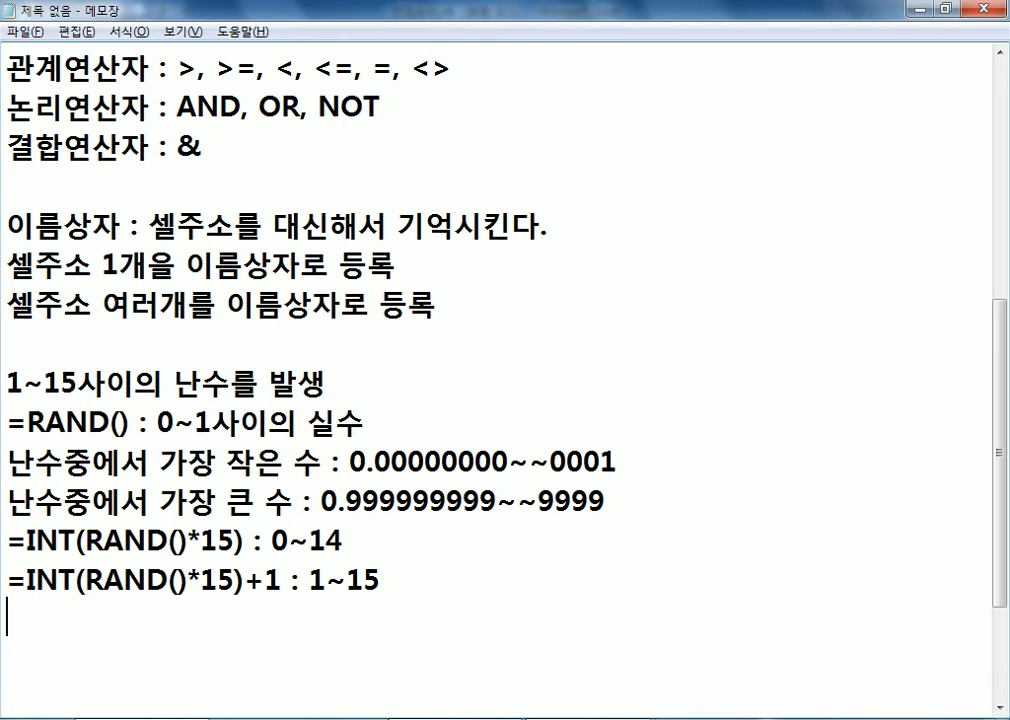 제목 없음 - 메모장
파일(F) 편집(E) 서식(O) 보기(V) 도움말(H)
관계연산자 : >, >=, <, <=, =, <>
논리연산자 : AND, OR, NOT
결합연산자 : &
이름상자 : 셀주소를 대신해서 기억시킨다.
셀주소 1개을 이름상자로 등록
셀주소 여러개를 이름상자로 등록
1~15사이의 난수를 발생
=RAND() : 0~1사이의 실수
난수중에서 가장 작은 수 : 0.00000000~~0001
난수중에서 가장 큰 수 : 0.999999999~~9999
=INT(RAND()*15) : 0~14
=INT(RAND()*15)+1 : 1~15